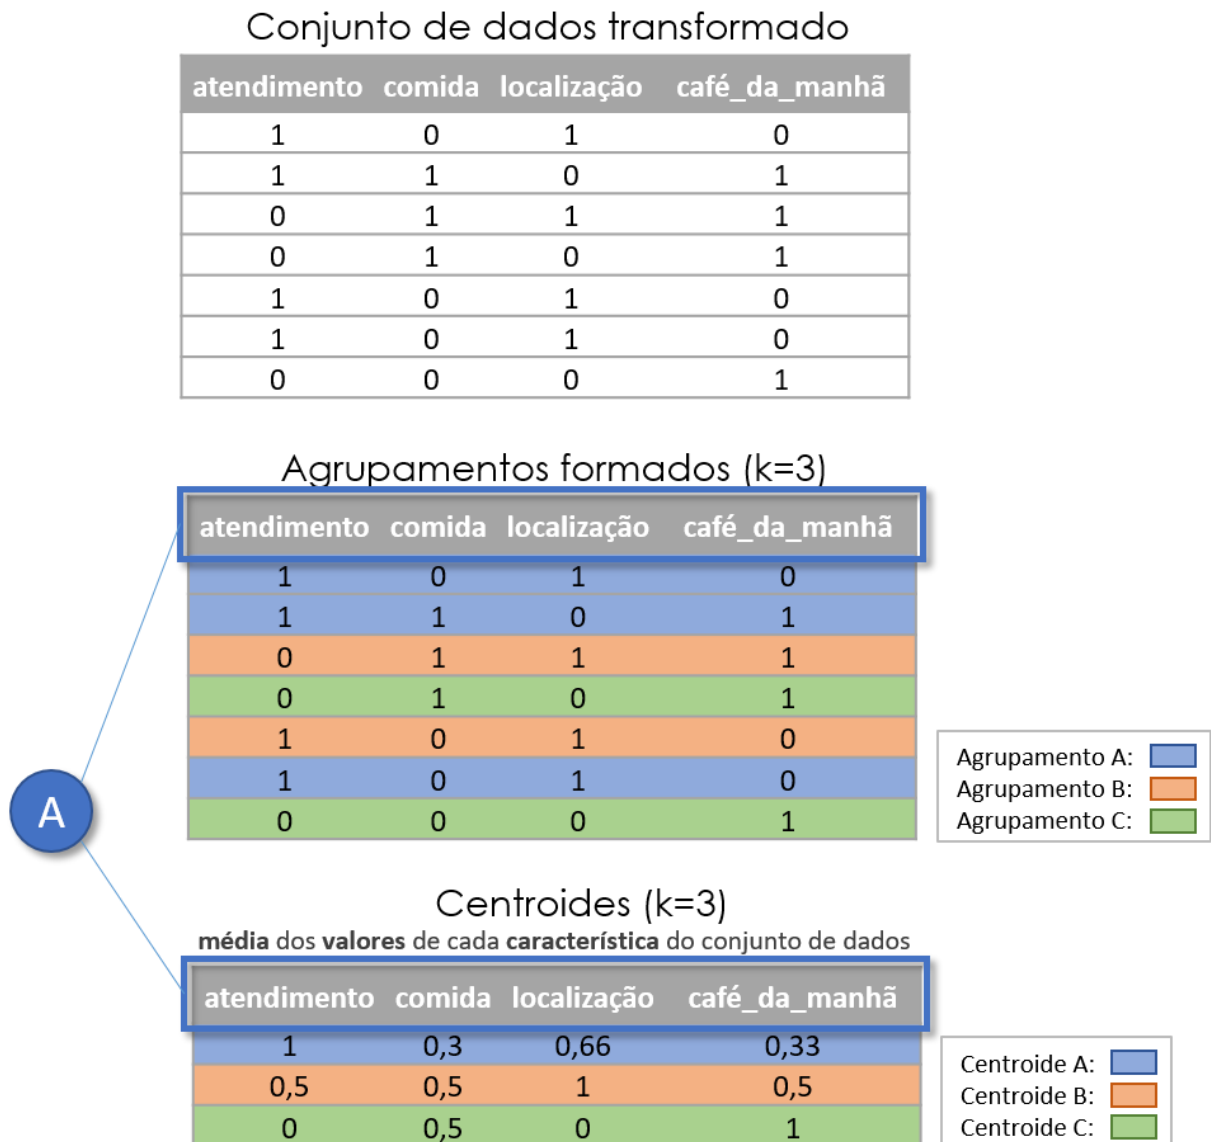 Conjunto de dados transformado
atendimento comida localização café_da_manhã
1 0 1 0
1 1 0 1
0 1 1 1
0 1 0 1
1 0 1 0
1 0 1 0
0 0 0 1
Agrupamentos formados (k=3)
atendimento comida localização café_da_manhã
1 0 1 0
1 1 0 1
0 1 1 1
0 1 0 1
1 0 1 0
1 0 1 0
0 0 0 1
Agrupamento A:
Agrupamento B:
Agrupamento C:
A
Centroides (k=3)
média dos valores de cada característica do conjunto de dados
atendimento comida localização café_da_manhã
1 0,3 0,66 0,33
0,5 0,5 1 0,5
0 0,5 0 1
Centroide A:
Centroide B:
Centroide C: